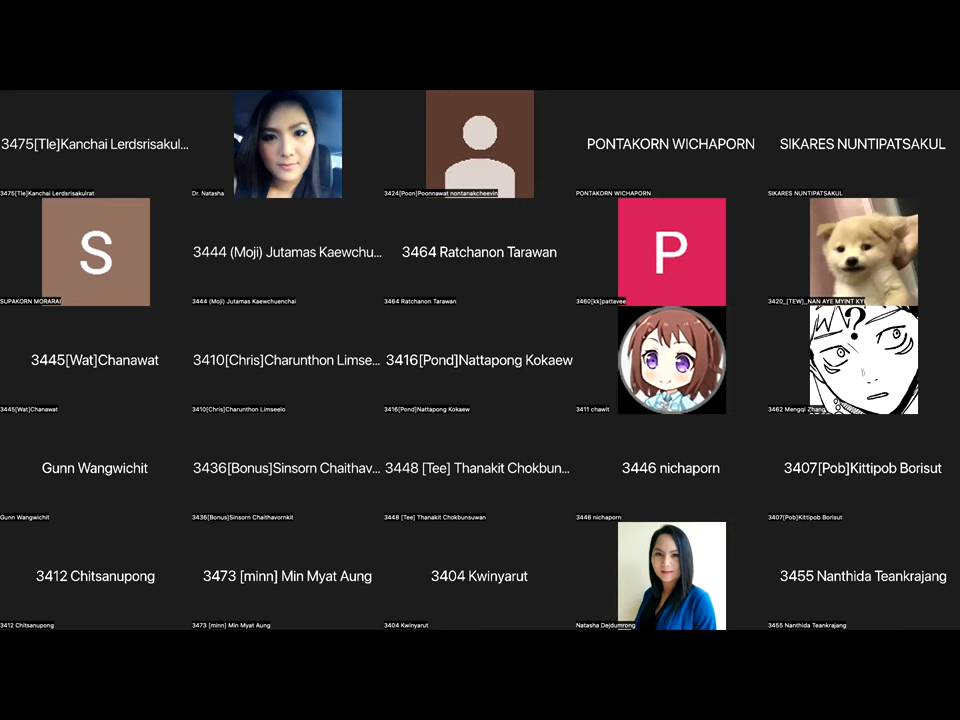 3475[Tle]Kanchai Lerdsrisakul...
PONTAKORN WICHAPORN
SIKARES NUNTIPATSAKUL
3475[Tle]Kanchai Lerdsrisakulrat
Dr. Natasha
3424[Poon]Poonnawat nontanakcheevin
PONTAKORN WICHAPORN
SIKARES NUNTIPATSAKUL
S
3444 (Moji) Jutamas Kaewchu...
3464 Ratchanon Tarawan
P
SUPAKORN MORARAI
3444 (Moji) Jutamas Kaewchuenchai
3464 Ratchanon Tarawan
3460[kk]pattavee
3420_[TEW]_NAN AYE MYINT KYI
3445[Wat]Chanawat
3410[Chris]Charunthon Limse...
3416[Pond]Nattapong Kokaew
?
3445[Wat]Chanawat
3410[Chris]Charunthon Limseelo
3416[Pond]Nattapong Kokaew
3411 chawit
3462 Mengqi Zhang
Gunn Wangwichit
3436[Bonus]Sinsorn Chaithav...
3448 [Tee] Thanakit Chokbun...
3446 nichaporn
3407[Pob]Kittipob Borisut
Gunn Wangwichit
3436[Bonus]Sinsorn Chaithavornkit
3448 [Tee] Thanakit Chokbunsuwan
3446 nichaporn
3407[Pob]Kittipob Borisut
3412 Chitsanupong
3473 [minn] Min Myat Aung
3404 Kwinyarut
3455 Nanthida Teankrajang
3412 Chitsanupong
3473 [minn] Min Myat Aung
3404 Kwinyarut
Natasha Dejdumrong
3455 Nanthida Teankrajang